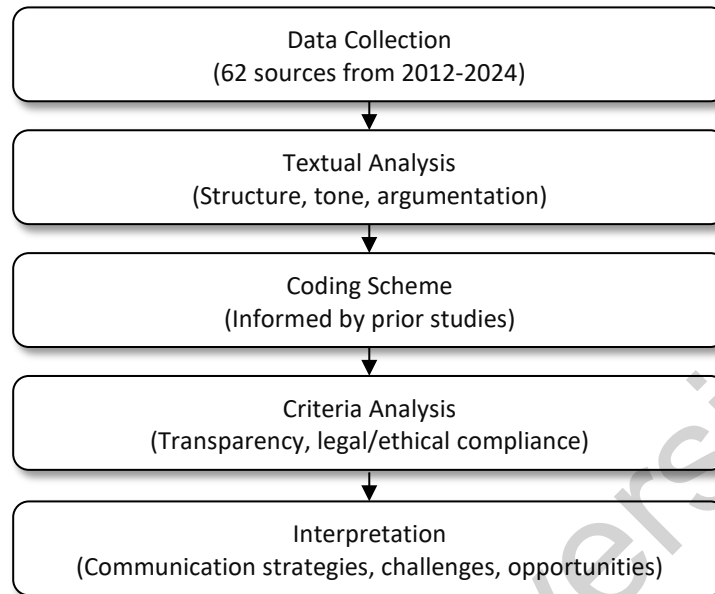 Data Collection
(62 sources from 2012-2024)
Textual Analysis
(Structure, tone, argumentation)
Coding Scheme
(Informed by prior studies)
Criteria Analysis
(Transparency, legal/ethical compliance)
Interpretation
(Communication strategies, challenges, opportunities)